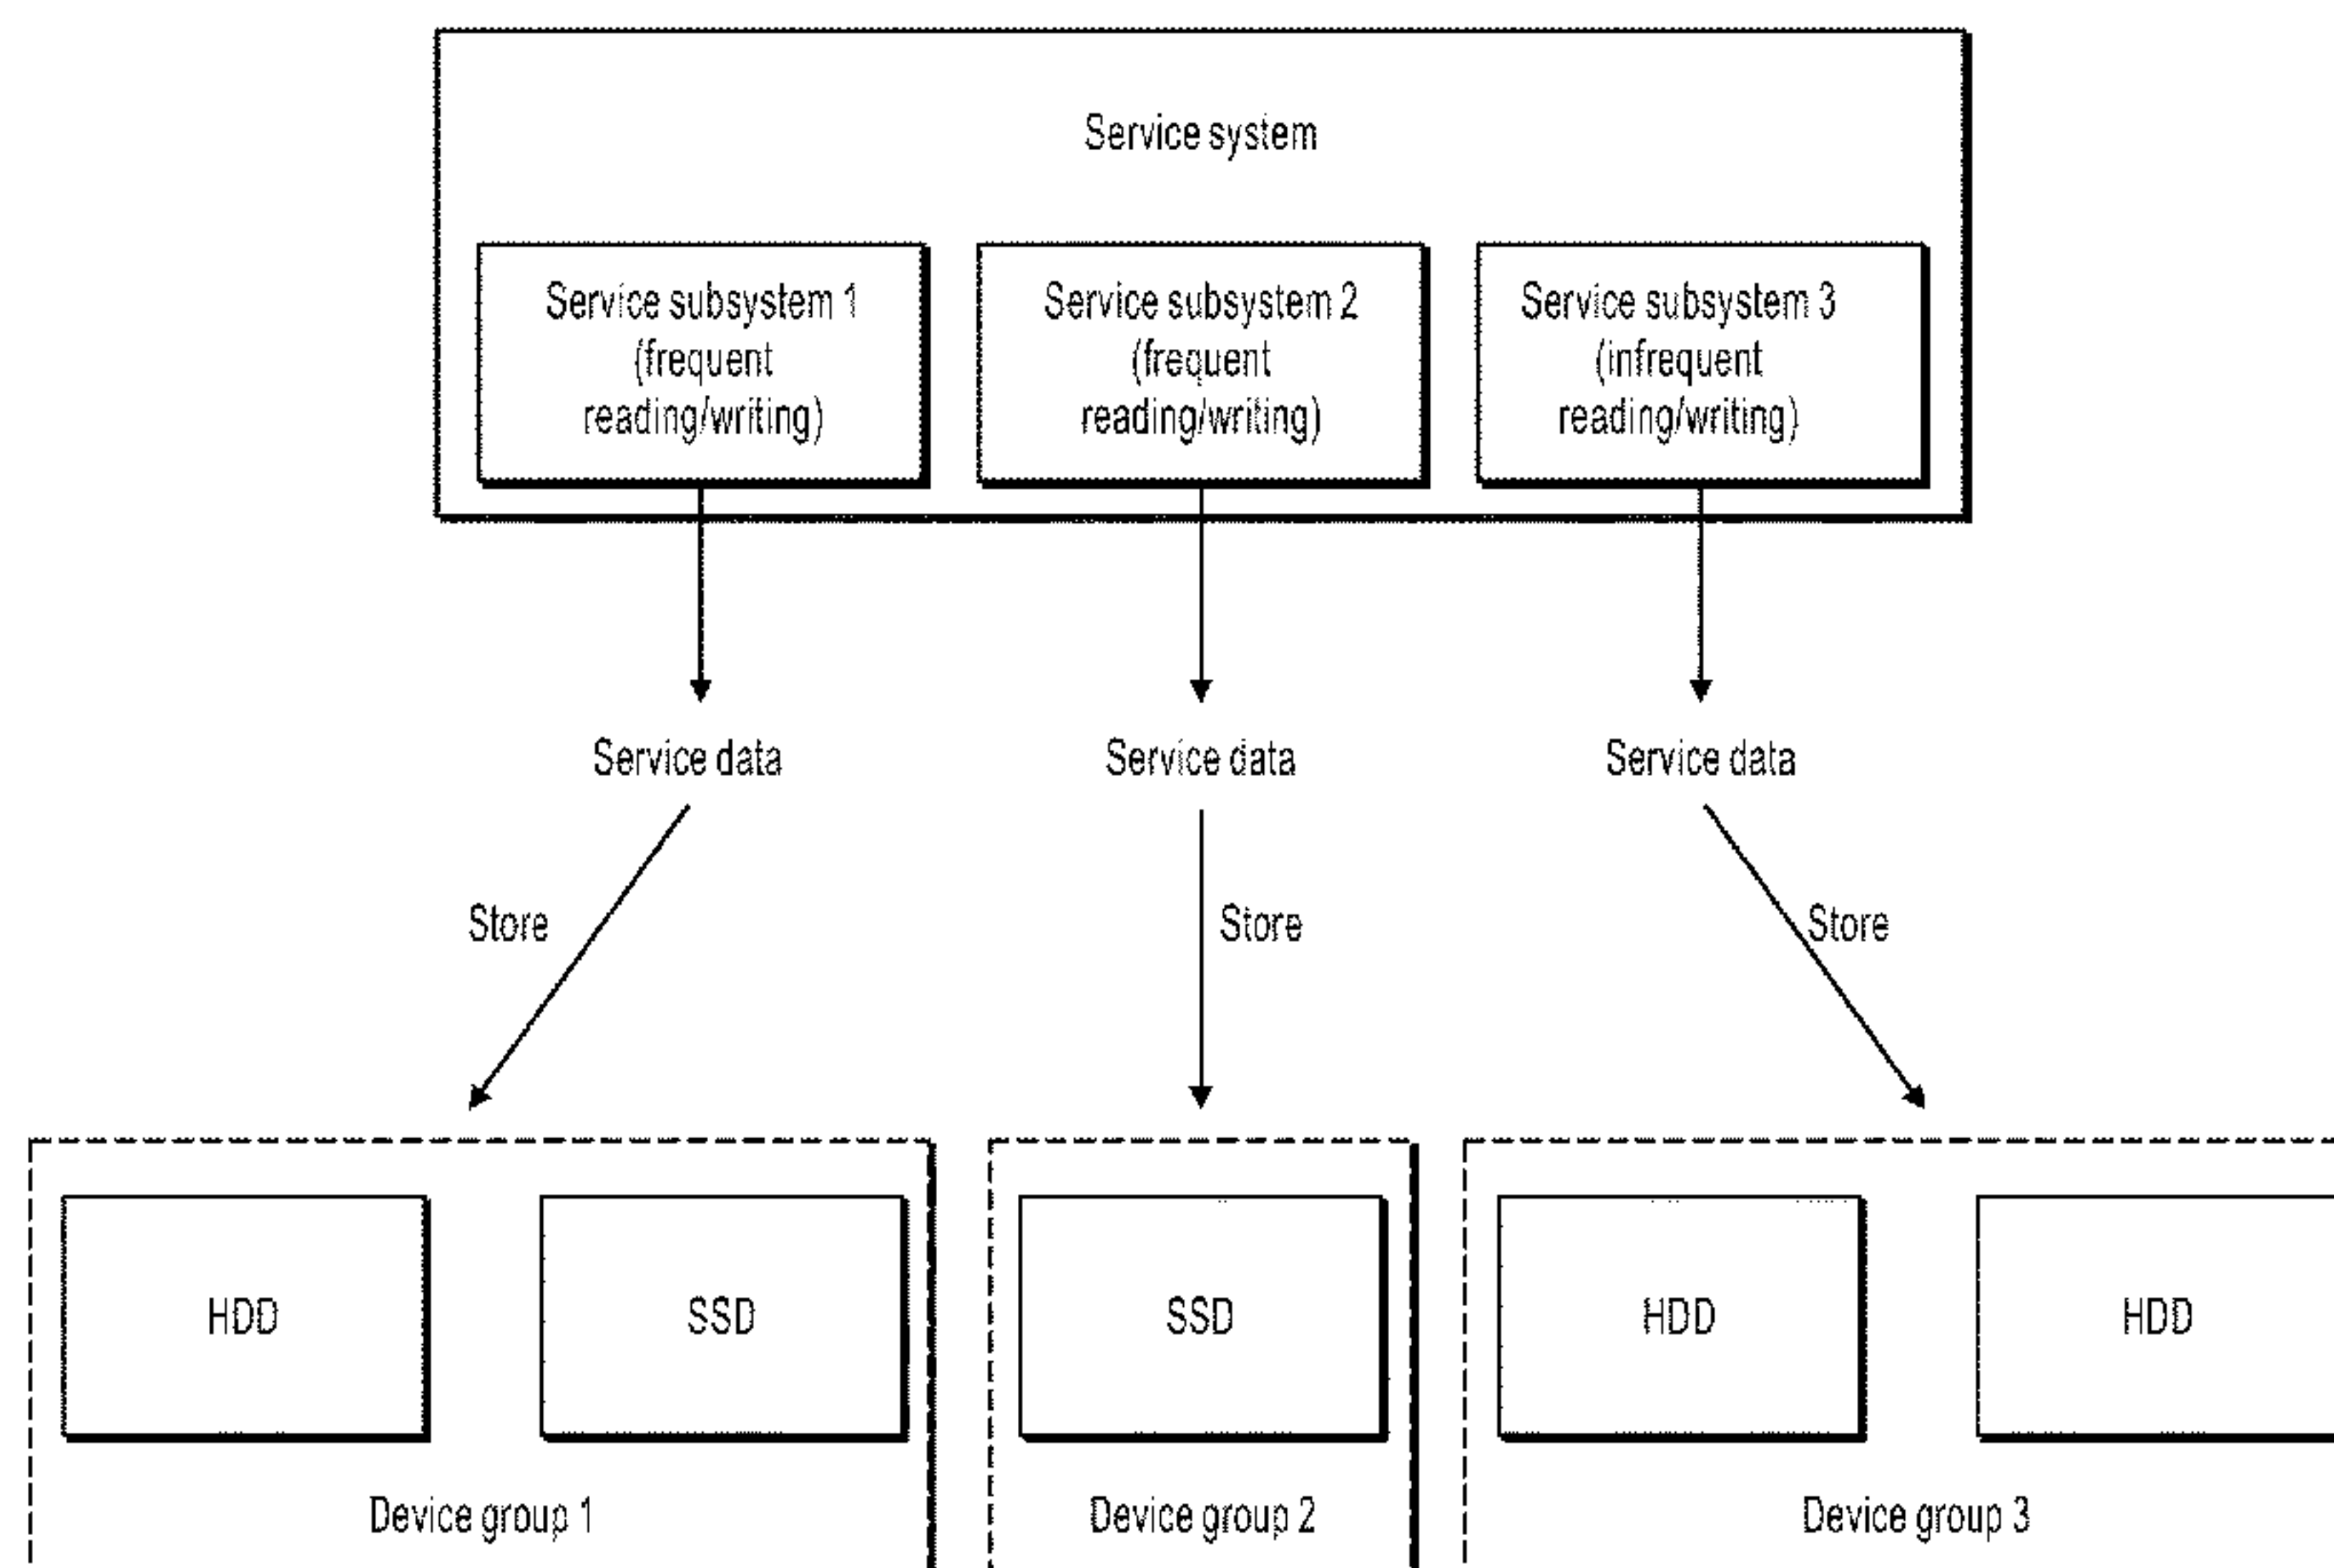 Service system
Service subsystem 1
(frequent
reading/writing)
Service subsystem 2
(frequent
reading/writing)
Service subsystem 3
(infrequent
reading/writing)
Service data
Service data
Service data
Store
Store
Store
HDD
SSD
SSD
HDD
HDD
Device group 1
Device group 2
Device group 3